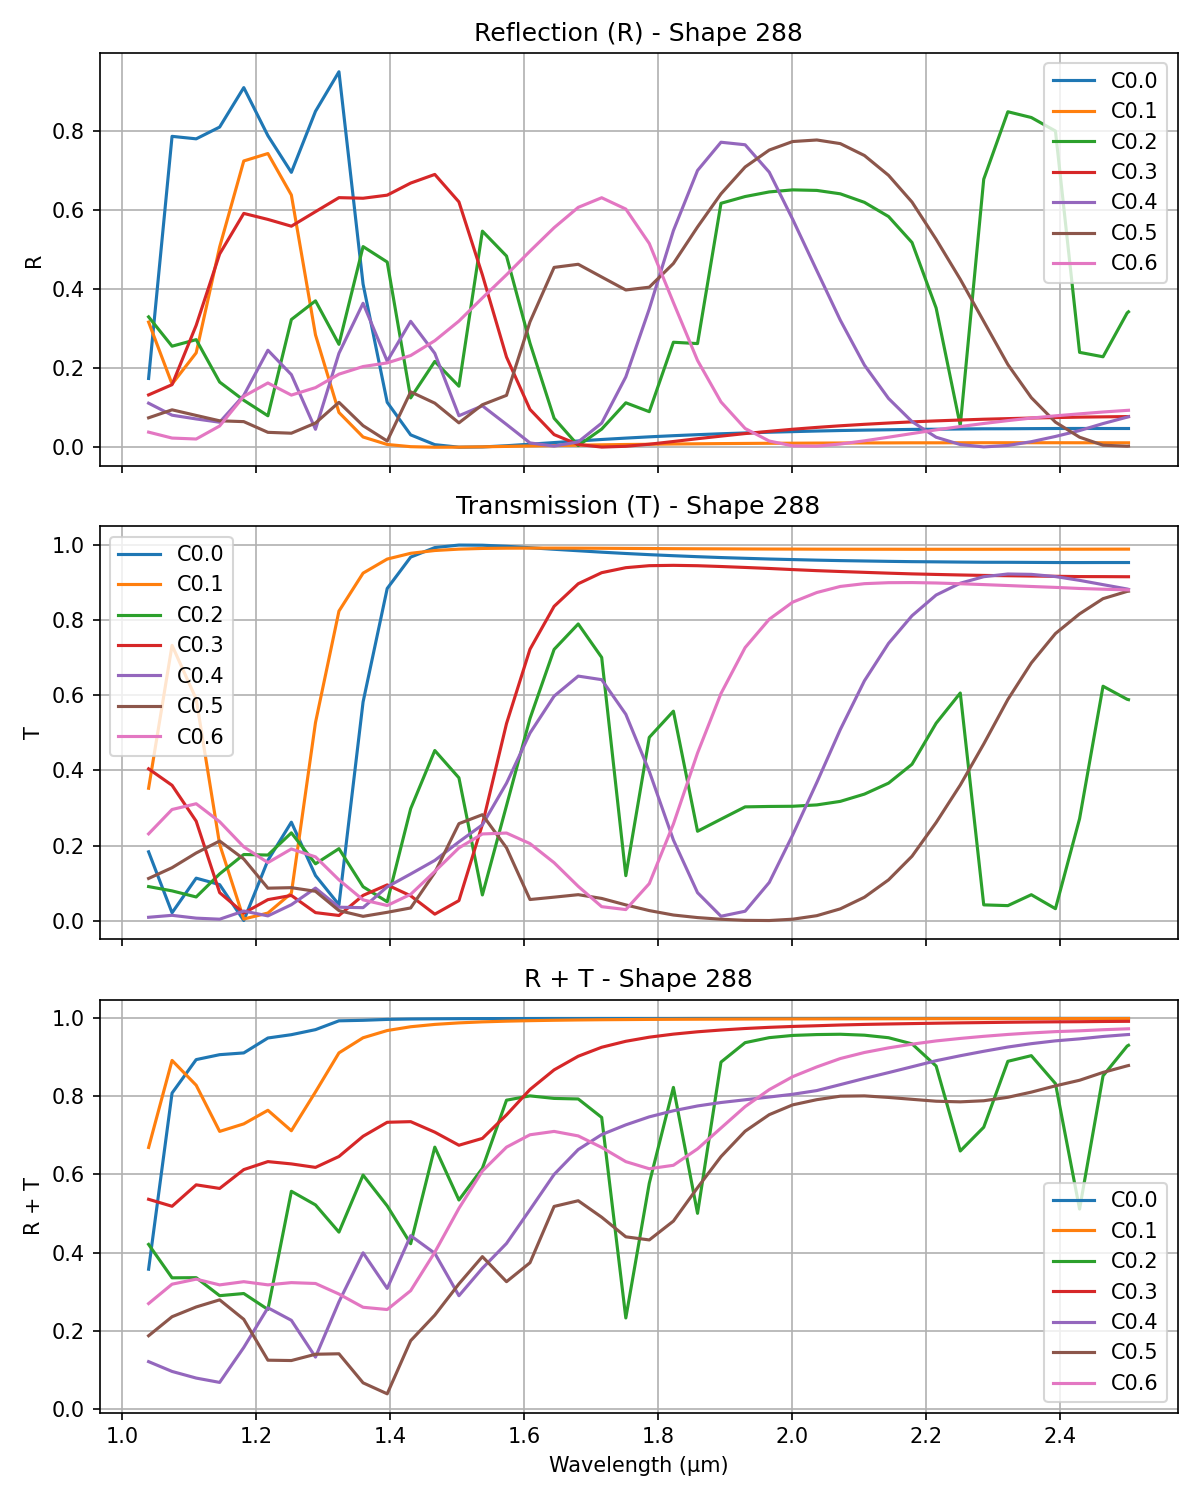 Reflection (R) - Shape 288
0.8
0.6
0.4
0.2
0.0
R
C0.0
C0.1
C0.2
C0.3
C0.4
C0.5
C0.6
Transmission (T) - Shape 288
1.0
0.8
0.6
0.4
0.2
0.0
T
C0.0
C0.1
C0.2
C0.3
C0.4
C0.5
C0.6
R + T - Shape 288
1.0
0.8
0.6
0.4
0.2
0.0
R + T
C0.0
C0.1
C0.2
C0.3
C0.4
C0.5
C0.6
1.0 1.2 1.4 1.6 1.8 2.0 2.2 2.4
Wavelength (μm)